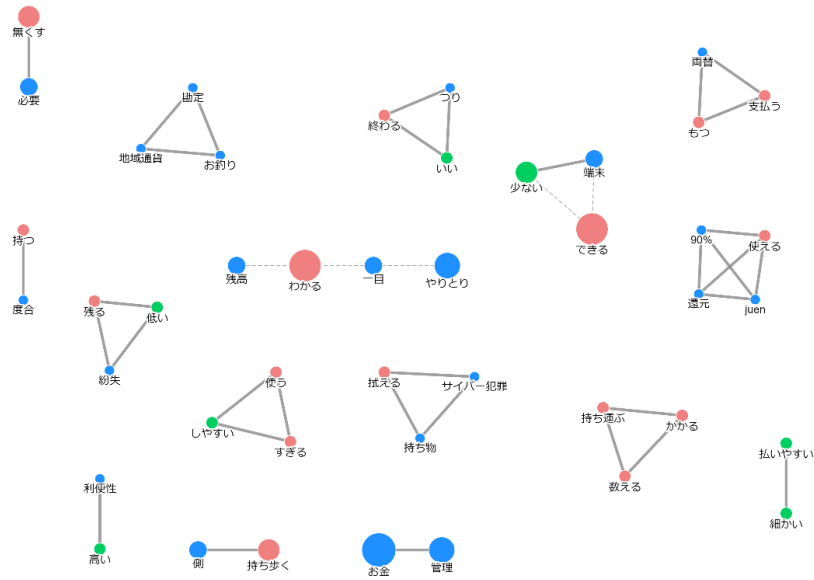 無くす
必要
勘定
地域通貨
お釣り
つり
終わる
いい
両替
支払う
もつ
少ない
端末
できる
持つ
度合
残高
わかる
一目
やりとり
90%
使える
還元
juen
残る
低い
紛失
使う
しやすい
すぎる
拭える
サイバー犯罪
持ち物
持ち運ぶ
かかる
数える
払いやすい
細かい
利便性
高い
側
持ち歩く
お金
管理